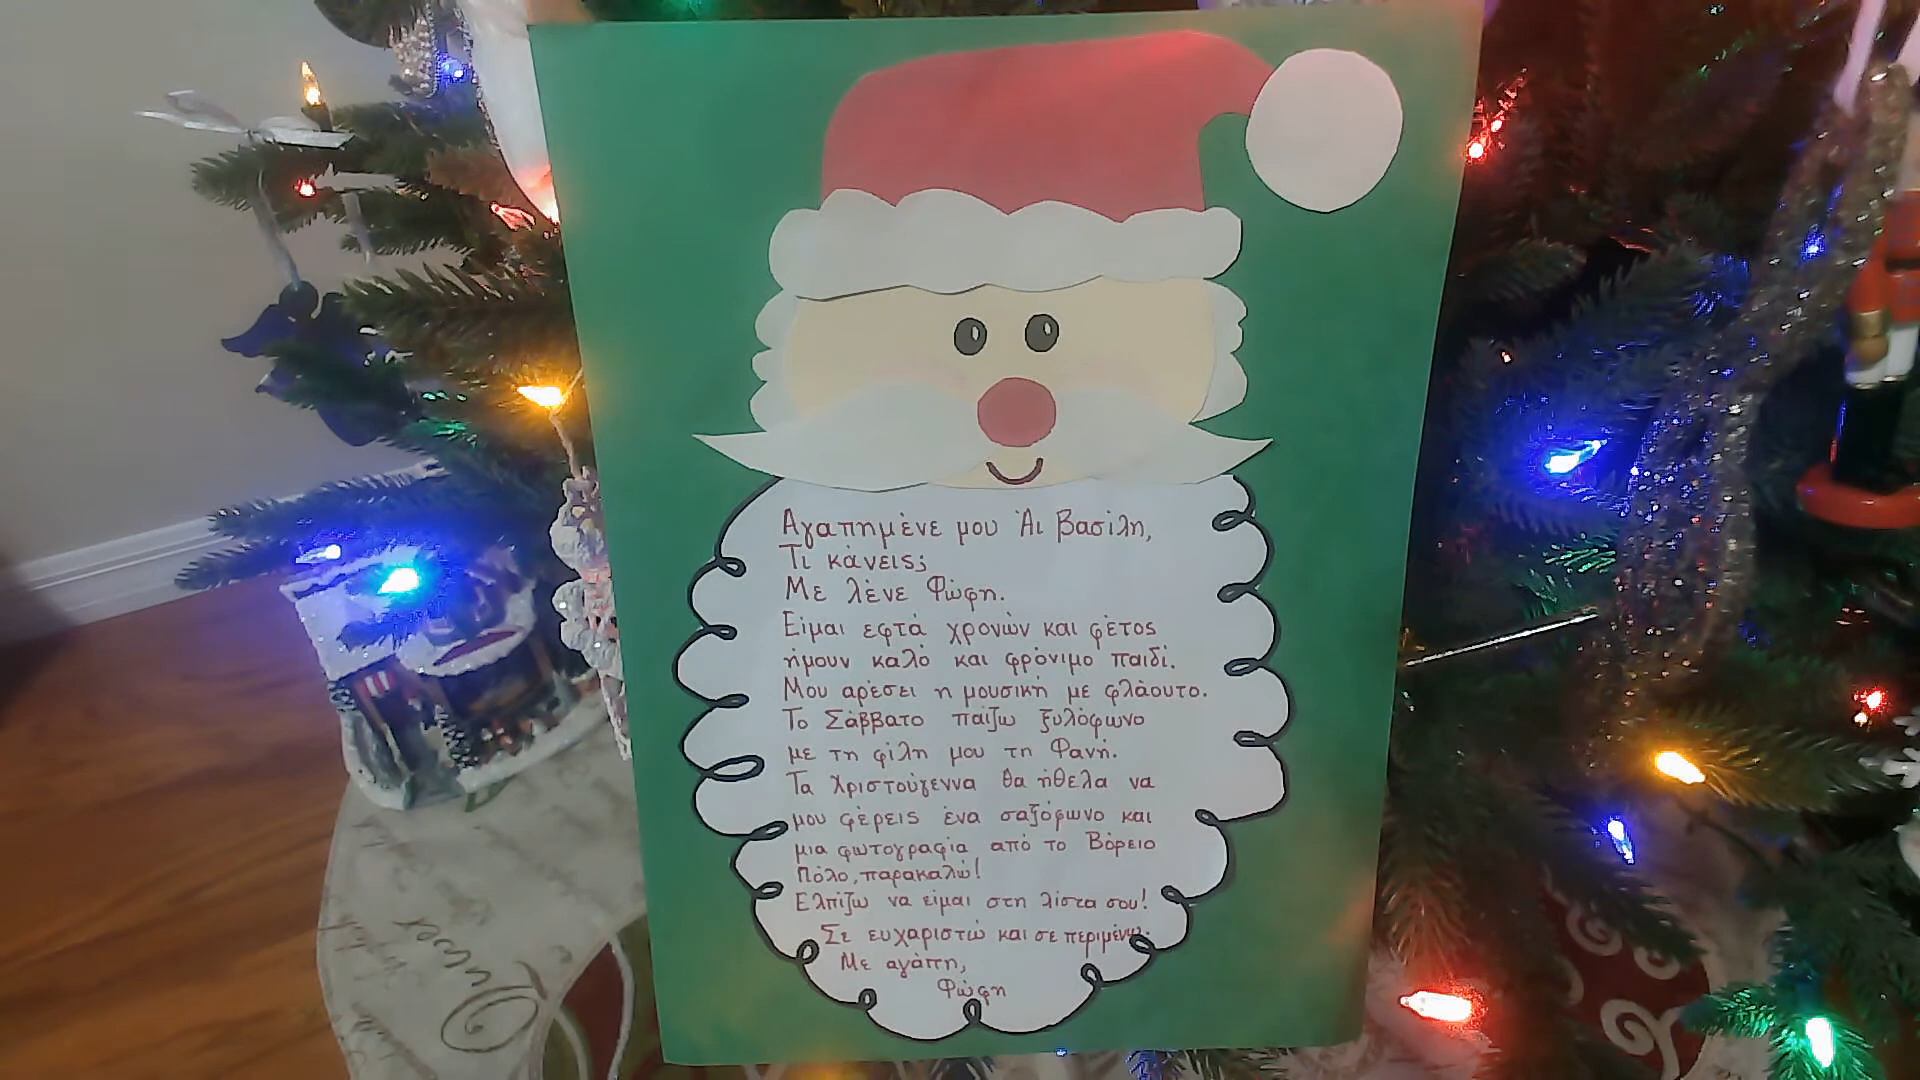 Αγαπημένε μου Άι Βασίλη,
Τι κάνεις;
Με λένε Φώφη.
Είμαι εφτά χρονών και φέτος
ήμουν καλό και φρόνιμο παιδί.
Μου αρέσει η μουσική με φλάουτο.
Το Σάββατο παίζω ξυλόφωνο
με τη φίλη μου τη Φανή.
Τα Χριστούγεννα θα ήθελα να
μου φέρεις ένα σαξόφωνο και
μια φωτογραφία από το Βόρειο
Πόλο, παρακαλώ!
Ελπίζω να είμαι στη λίστα σου!
Σε ευχαριστώ και σε περιμένω.
Με αγάπη,
Φώφη